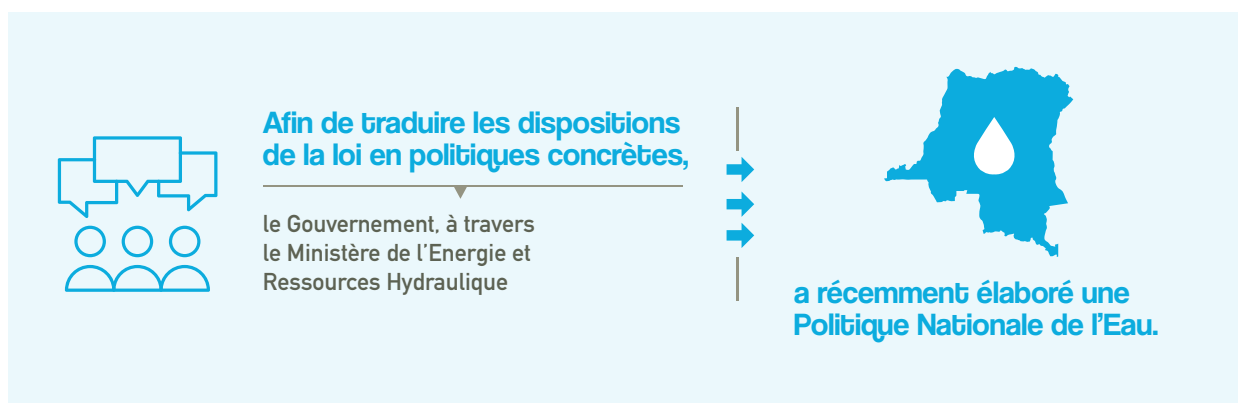 Afin de traduire les dispositions
de la loi en politiques concrètes,
le Gouvernement, à travers
le Ministère de l'Energie et
Ressources Hydraulique
a récemment élaboré une
Politique Nationale de l'Eau.